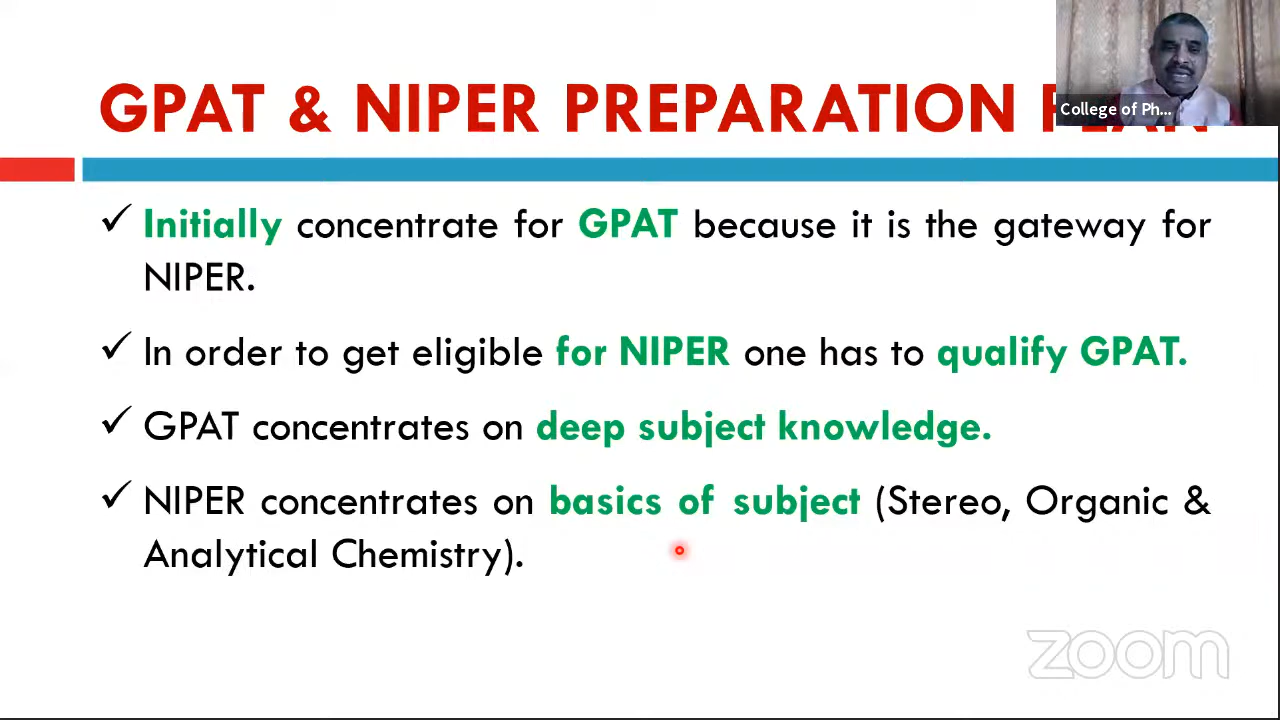 GPAT & NIPER PREPARATION PLAN
College of Ph...
✓ Initially concentrate for GPAT because it is the gateway for
NIPER.
✓ In order to get eligible for NIPER one has to qualify GPAT.
✓ GPAT concentrates on deep subject knowledge.
✓ NIPER concentrates on basics of subject (Stereo, Organic &
Analytical Chemistry).
zoom